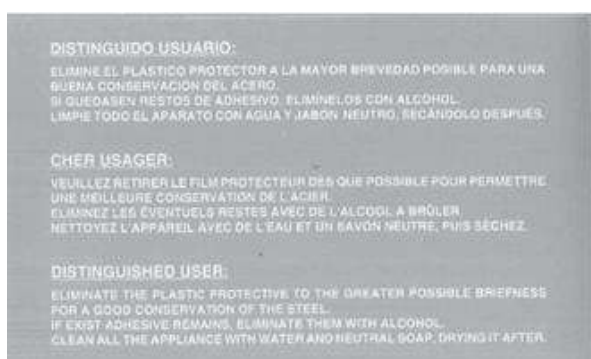 DISTINGUIDO USUARIO:
ELIMINE EL PLASTICO PROTECTOR A LA MAYOR BREVEDAD POSIBLE PARA UNA
BUENA CONSERVACION DEL ACERO.
SI QUEDASEN RESTOS DE ADHESIVO, ELIMINELOS CON ALCOHOL.
LIMPIE TODO EL APARATO CON AGUA Y JABON NEUTRO, SECÁNDOLO DESPUÉS.
CHER USAGER:
VEUILLEZ RETIRER LE FILM PROTECTEUR DES QUE POSSIBLE POUR PERMETTRE
UNE MEILLEURE CONSERVATION DE L'ACIER.
ELIMINEZ LES ÉVENTUELS RESTES AVEC DE L'ALCOOL A BRÛLER
NETTOYEZ L'APPAREIL AVEC DE L'EAU ET UN SAVON NEUTRE, PUIS SÉCHEZ.
DISTINGUISHED USER:
ELIMINATE THE PLASTIC PROTECTIVE TO THE GREATER POSSIBLE BRIEFNESS
FOR A GOOD CONSERVATION OF THE STEEL.
IF EXIST ADHESIVE REMAINS, ELIMINATE THEM WITH ALCOHOL.
CLEAN ALL THE APPLIANCE WITH WATER AND NEUTRAL SOAP, DRYING IT AFTER.